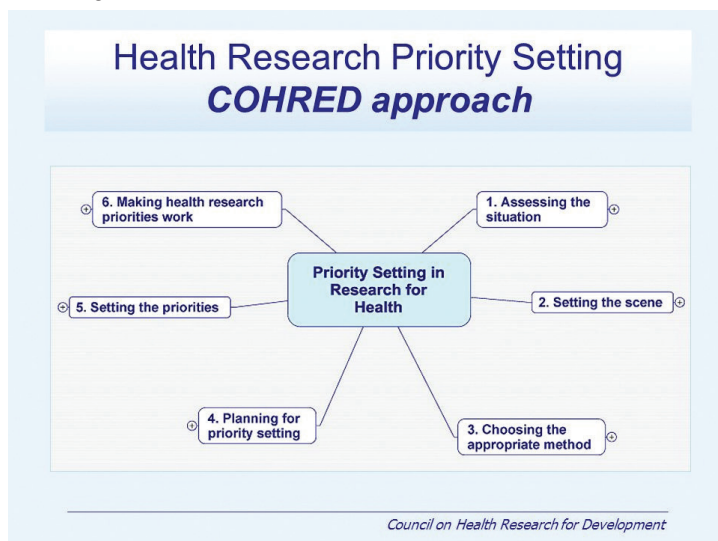 Health Research Priority Setting
COHRED approach
6. Making health research
priorities work
1. Assessing the
situation
Priority Setting in
Research for
Health
5. Setting the priorities
2. Setting the scene
4. Planning for
priority setting
3. Choosing the
appropriate method
Council on Health Research for Development